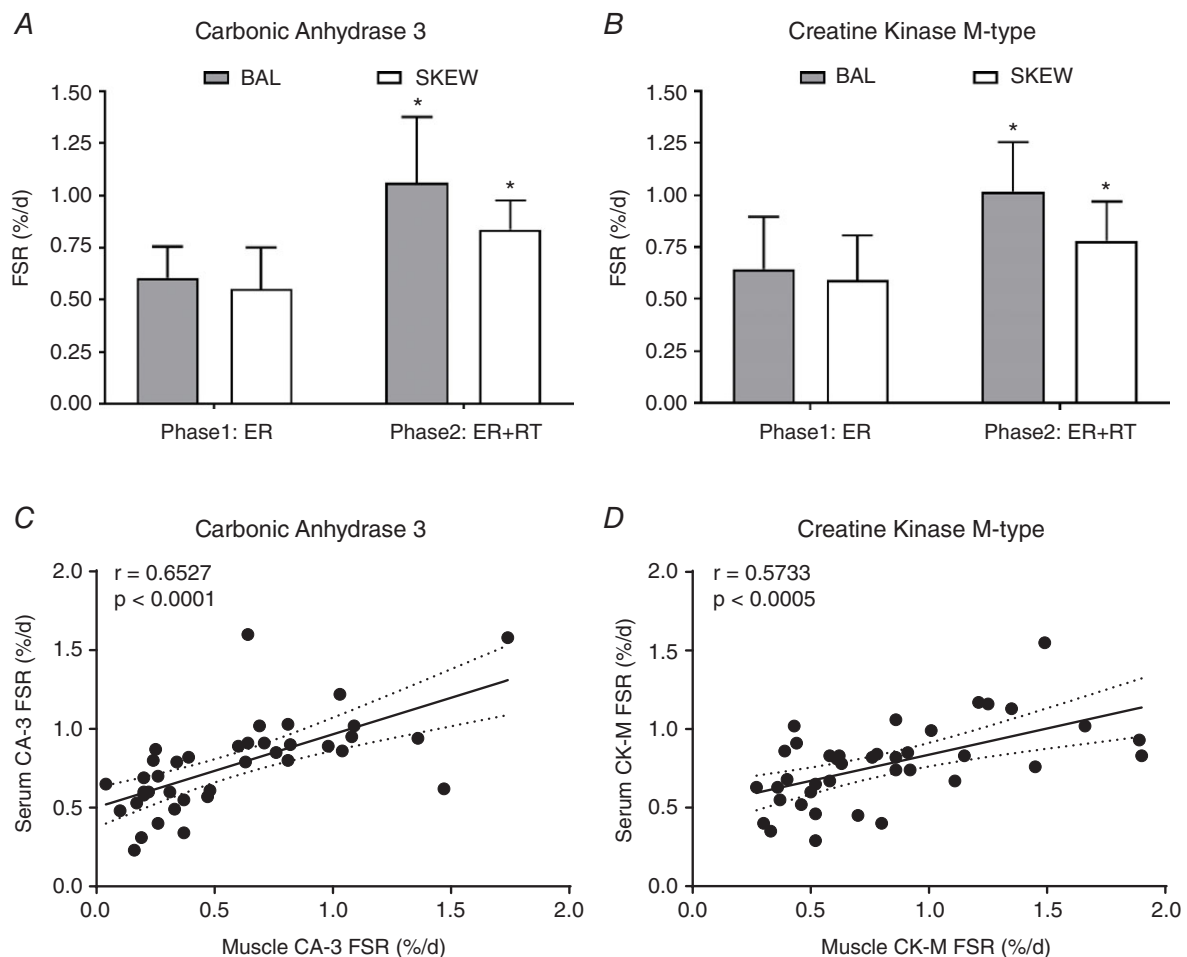 A
Carbonic Anhydrase 3
BAL
SKEW
FSR (%/d)
1.50
1.25
1.00
0.75
0.50
0.25
0.00
*
*
Phase1: ER
Phase2: ER+RT
B
Creatine Kinase M-type
BAL
SKEW
FSR (%/d)
1.50
1.25
1.00
0.75
0.50
0.25
0.00
*
*
Phase1: ER
Phase2: ER+RT
C
Carbonic Anhydrase 3
r = 0.6527
p < 0.0001
Serum CA-3 FSR (%/d)
2.0
1.5
1.0
0.5
0.0
0.0 0.5 1.0 1.5 2.0
Muscle CA-3 FSR (%/d)
D
Creatine Kinase M-type
r = 0.5733
p < 0.0005
Serum CK-M FSR (%/d)
2.0
1.5
1.0
0.5
0.0
0.0 0.5 1.0 1.5 2.0
Muscle CK-M FSR (%/d)